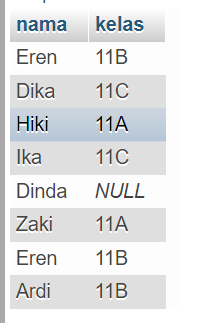 nama kelas
Eren 11B
Dika 11C
Hiki 11A
Ika 11C
Dinda NULL
Zaki 11A
Eren 11B
Ardi 11B